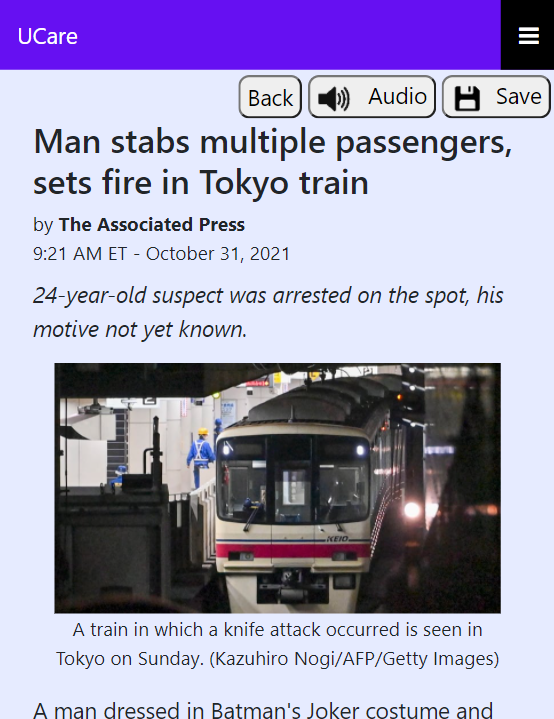 UCare
Back
Audio
Save
Man stabs multiple passengers,
sets fire in Tokyo train
by The Associated Press
9:21 AM ET - October 31, 2021
24-year-old suspect was arrested on the spot, his
motive not yet known.
KEIO
A train in which a knife attack occurred is seen in
Tokyo on Sunday. (Kazuhiro Nogi/AFP/Getty Images)
A man dressed in Batman's Joker costume and